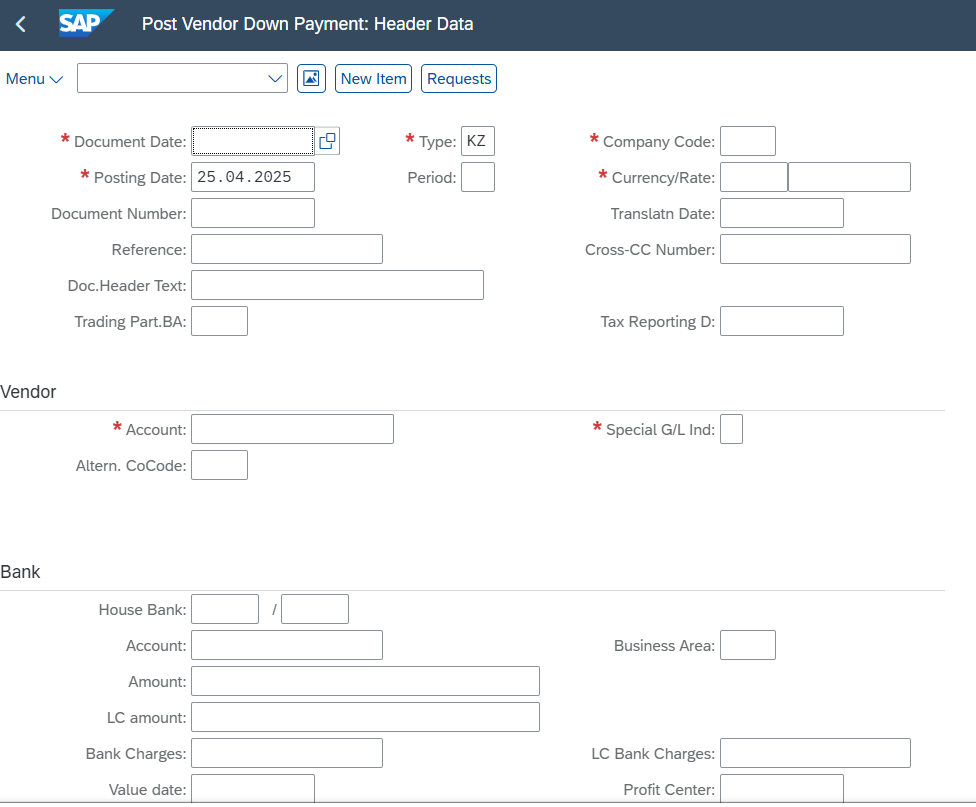 SAP Post Vendor Down Payment: Header Data
Menu New Item Requests
* Document Date: * Type: KZ * Company Code:
* Posting Date: 25.04.2025 Period: * Currency/Rate:
Document Number: Translatn Date:
Reference: Cross-CC Number:
Doc.Header Text:
Trading Part.BA: Tax Reporting D:
Vendor
* Account: * Special G/L Ind:
Altern. CoCode:
Bank
House Bank: /
Account: Business Area:
Amount:
LC amount:
Bank Charges: LC Bank Charges:
Value date: Profit Center: